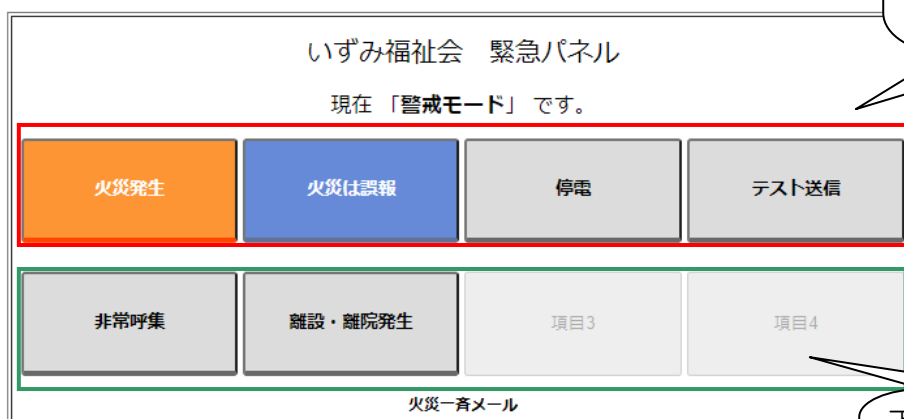 いずみ福祉会　緊急パネル
現在 「警戒モード」 です。
火災発生 火災は誤報 停電 テスト送信
非常呼集 離設・離院発生 項目3 項目4
火災一斉メール